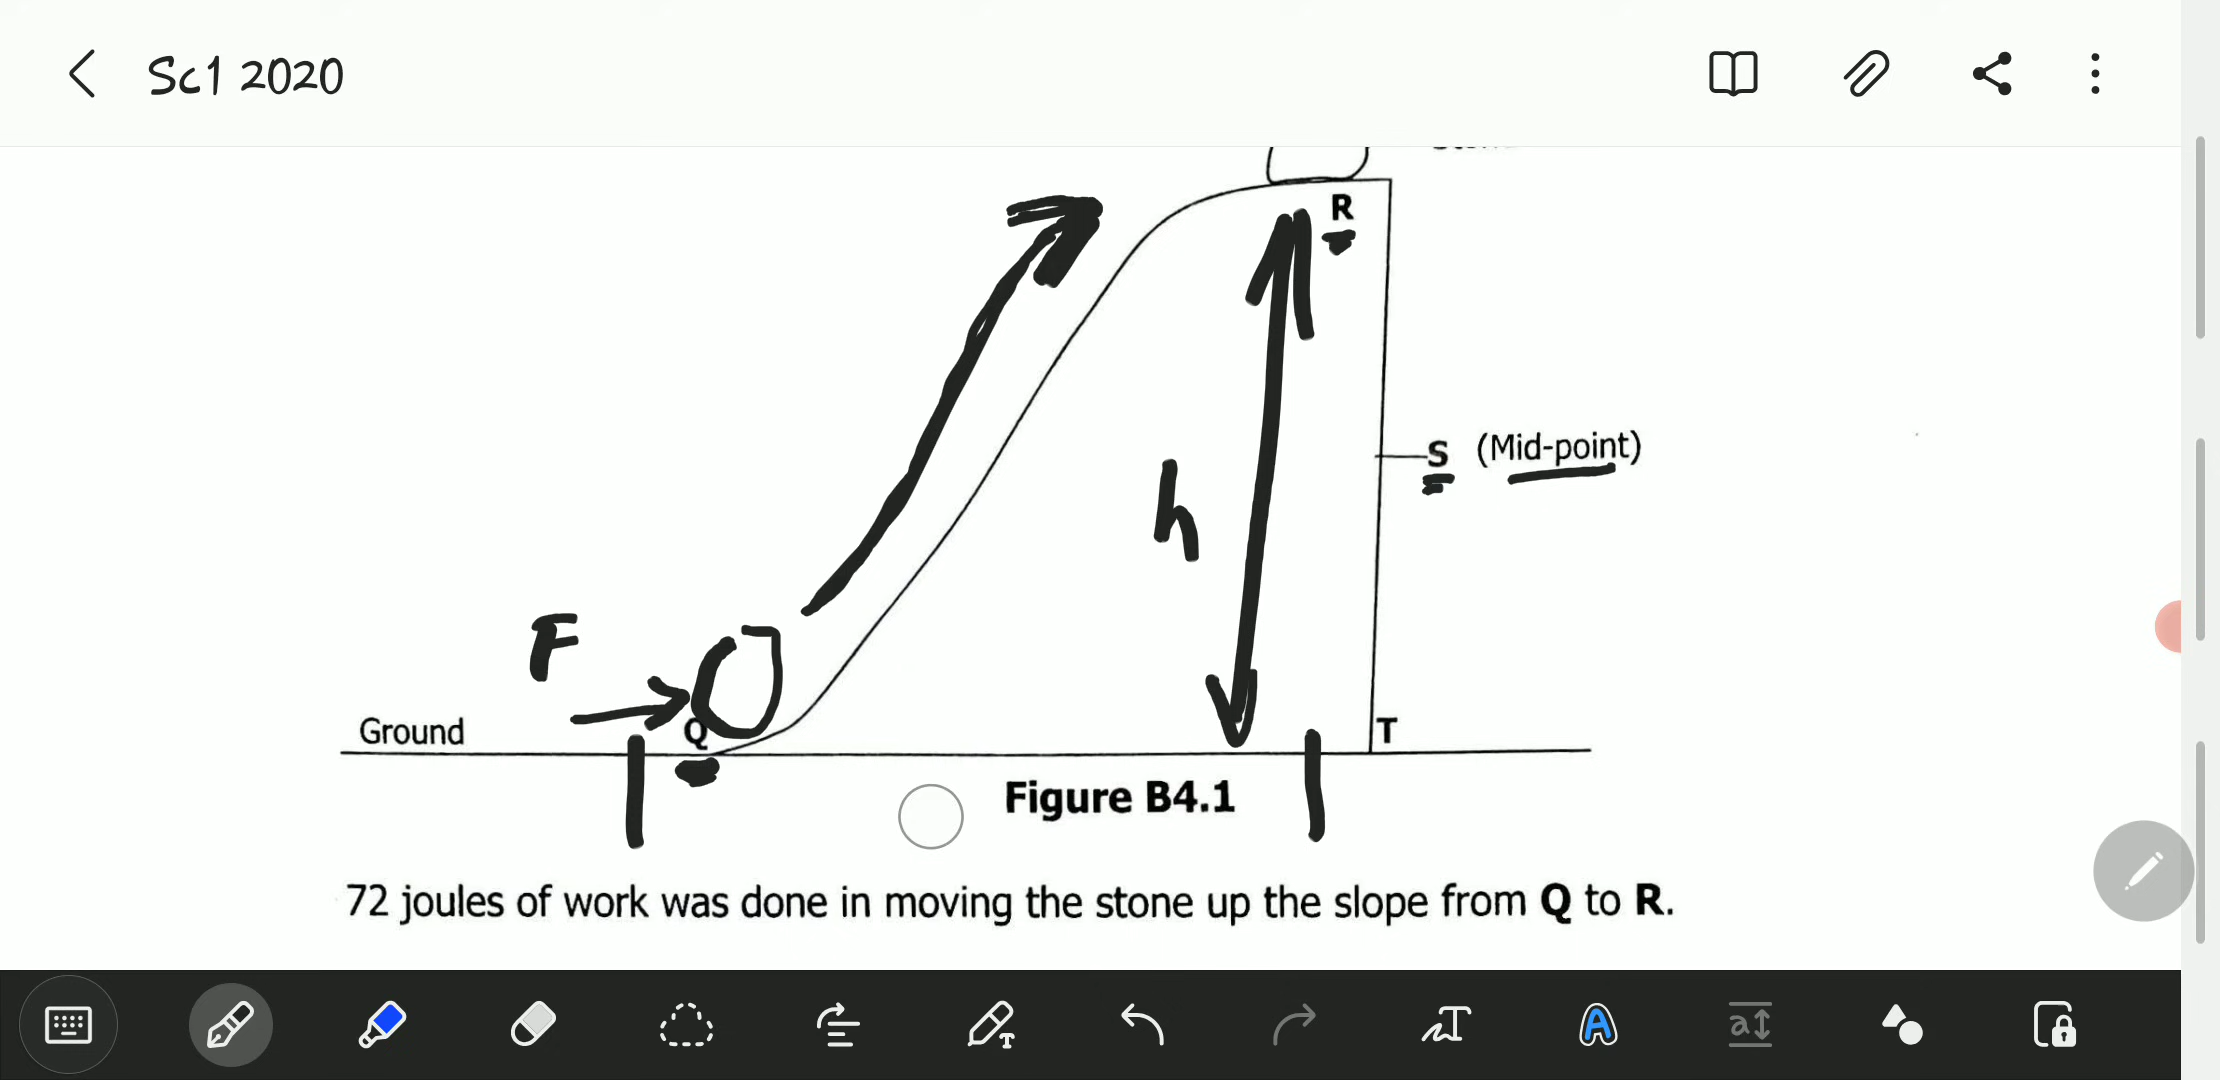 Sc1 2020
R
S (Mid-point)
h
F
Ground
Q
T
Figure B4.1
72 joules of work was done in moving the stone up the slope from Q to R.